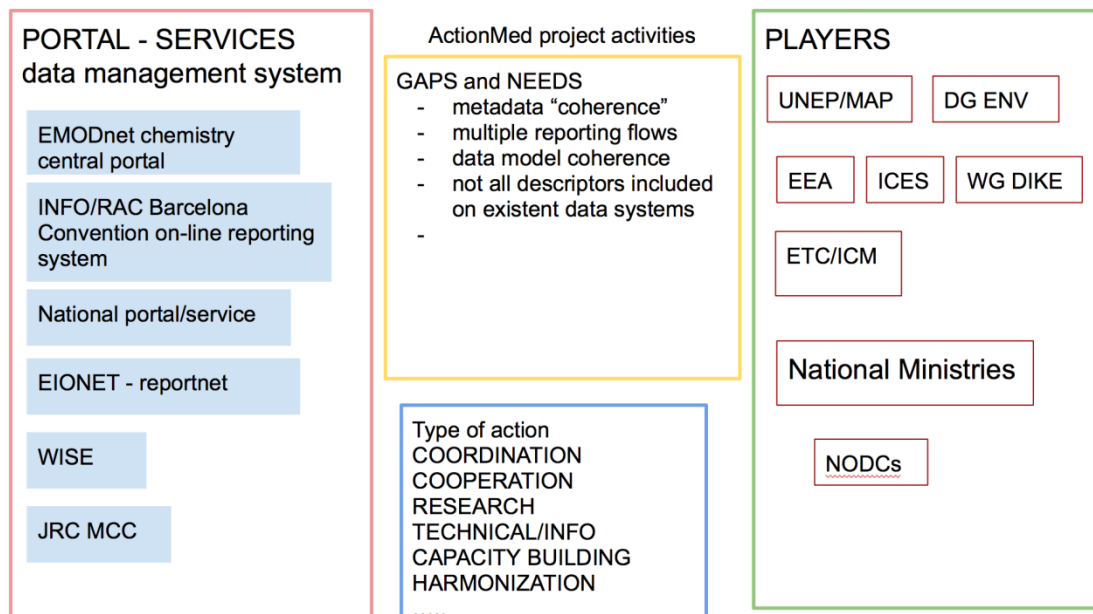 PORTAL - SERVICES
data management system
EMODnet chemistry
central portal
INFO/RAC Barcelona
Convention on-line reporting
system
National portal/service
EIONET - reportnet
WISE
JRC MCC
ActionMed project activities
GAPS and NEEDS
- metadata “coherence”
- multiple reporting flows
- data model coherence
- not all descriptors included
on existent data systems
-
Type of action
COORDINATION
COOPERATION
RESEARCH
TECHNICAL/INFO
CAPACITY BUILDING
HARMONIZATION
......
PLAYERS
UNEP/MAP
DG ENV
EEA
ICES
WG DIKE
ETC/ICM
National Ministries
NODCs